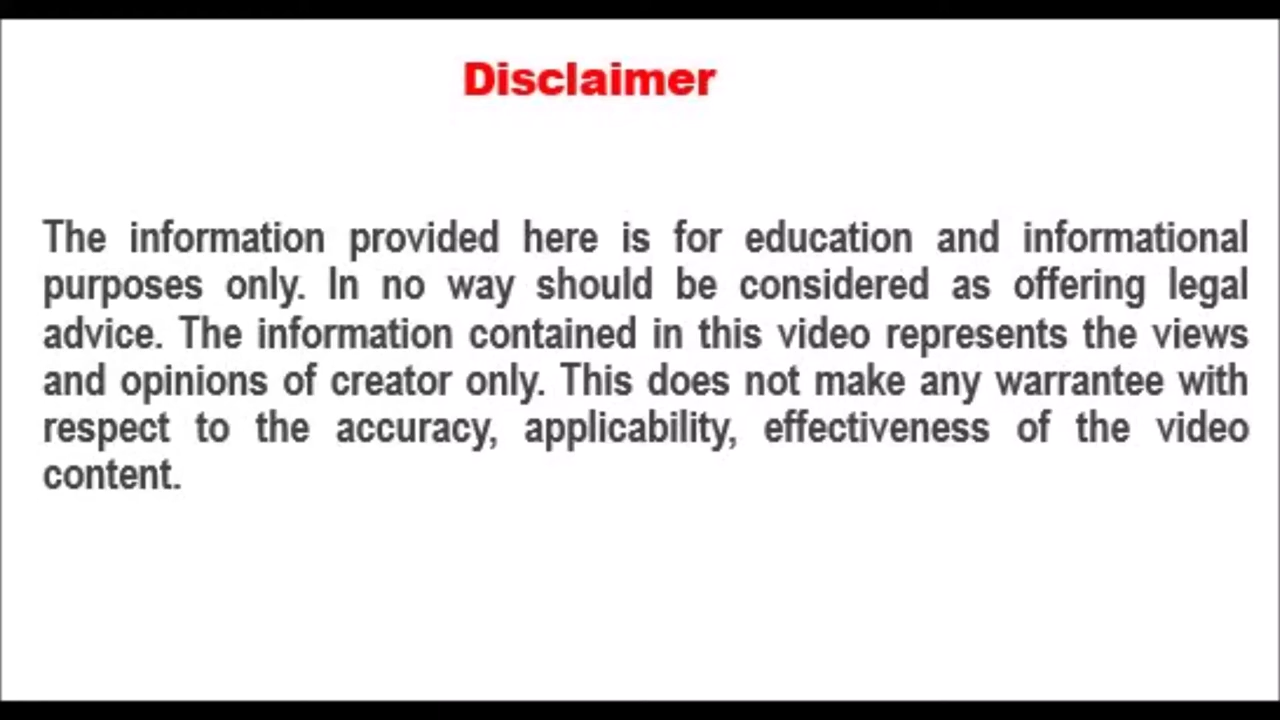 Disclaimer
The information provided here is for education and informational
purposes only. In no way should be considered as offering legal
advice. The information contained in this video represents the views
and opinions of creator only. This does not make any warrantee with
respect to the accuracy, applicability, effectiveness of the video
content.